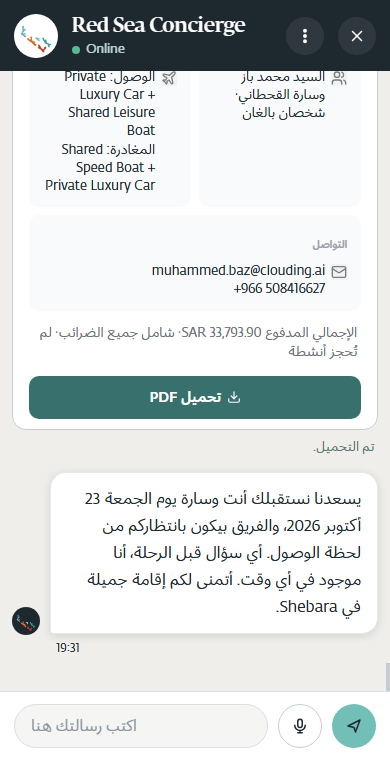 Red Sea Concierge
Online
السيد محمد باز
وسارة القحطاني·
شخصان بالغان
الوصول: Private
Luxury Car +
Shared Leisure
Boat
المغادرة: Shared
Speed Boat +
Private Luxury Car
التواصل
muhammed.baz@clouding.ai
+966 508416627
الإجمالي المدفوع SAR 33,793.90· شامل جميع الضرائب· لم
تُحجز أنشطة
تحميل PDF
تم التحميل.
يسعدنا نستقبلك أنت وسارة يوم الجمعة 23
أكتوبر 2026، والفريق بيكون بانتظاركم من
لحظة الوصول. أي سؤال قبل الرحلة، أنا
موجود في أي وقت. أتمنى لكم إقامة جميلة
في Shebara.
19:31
اكتب رسالتك هنا